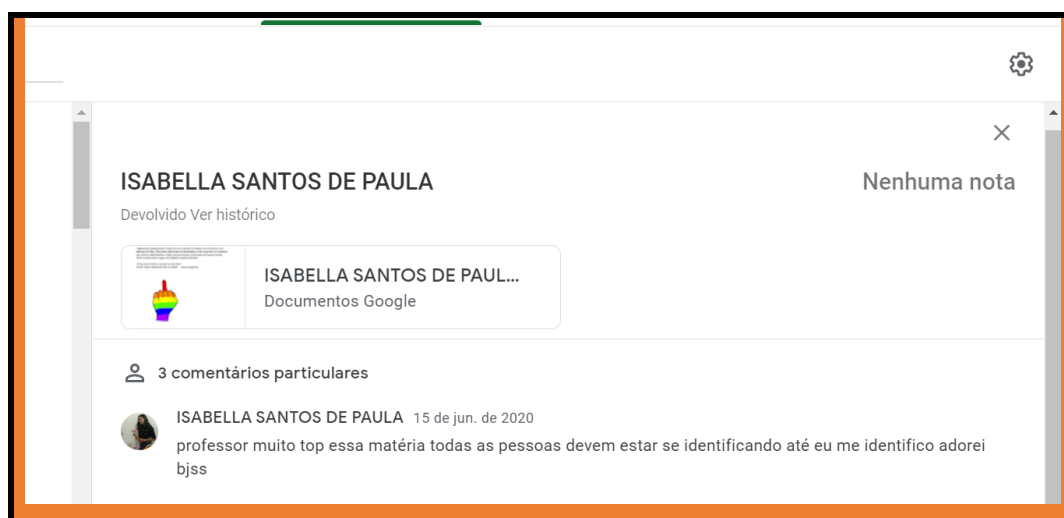 ISABELLA SANTOS DE PAULA
Nenhuma nota
Devolvido Ver histórico
ISABELLA SANTOS DE PAUL...
Documentos Google
3 comentários particulares
ISABELLA SANTOS DE PAULA 15 de jun. de 2020
professor muito top essa matéria todas as pessoas devem estar se identificando até eu me identifico adorei
bjss